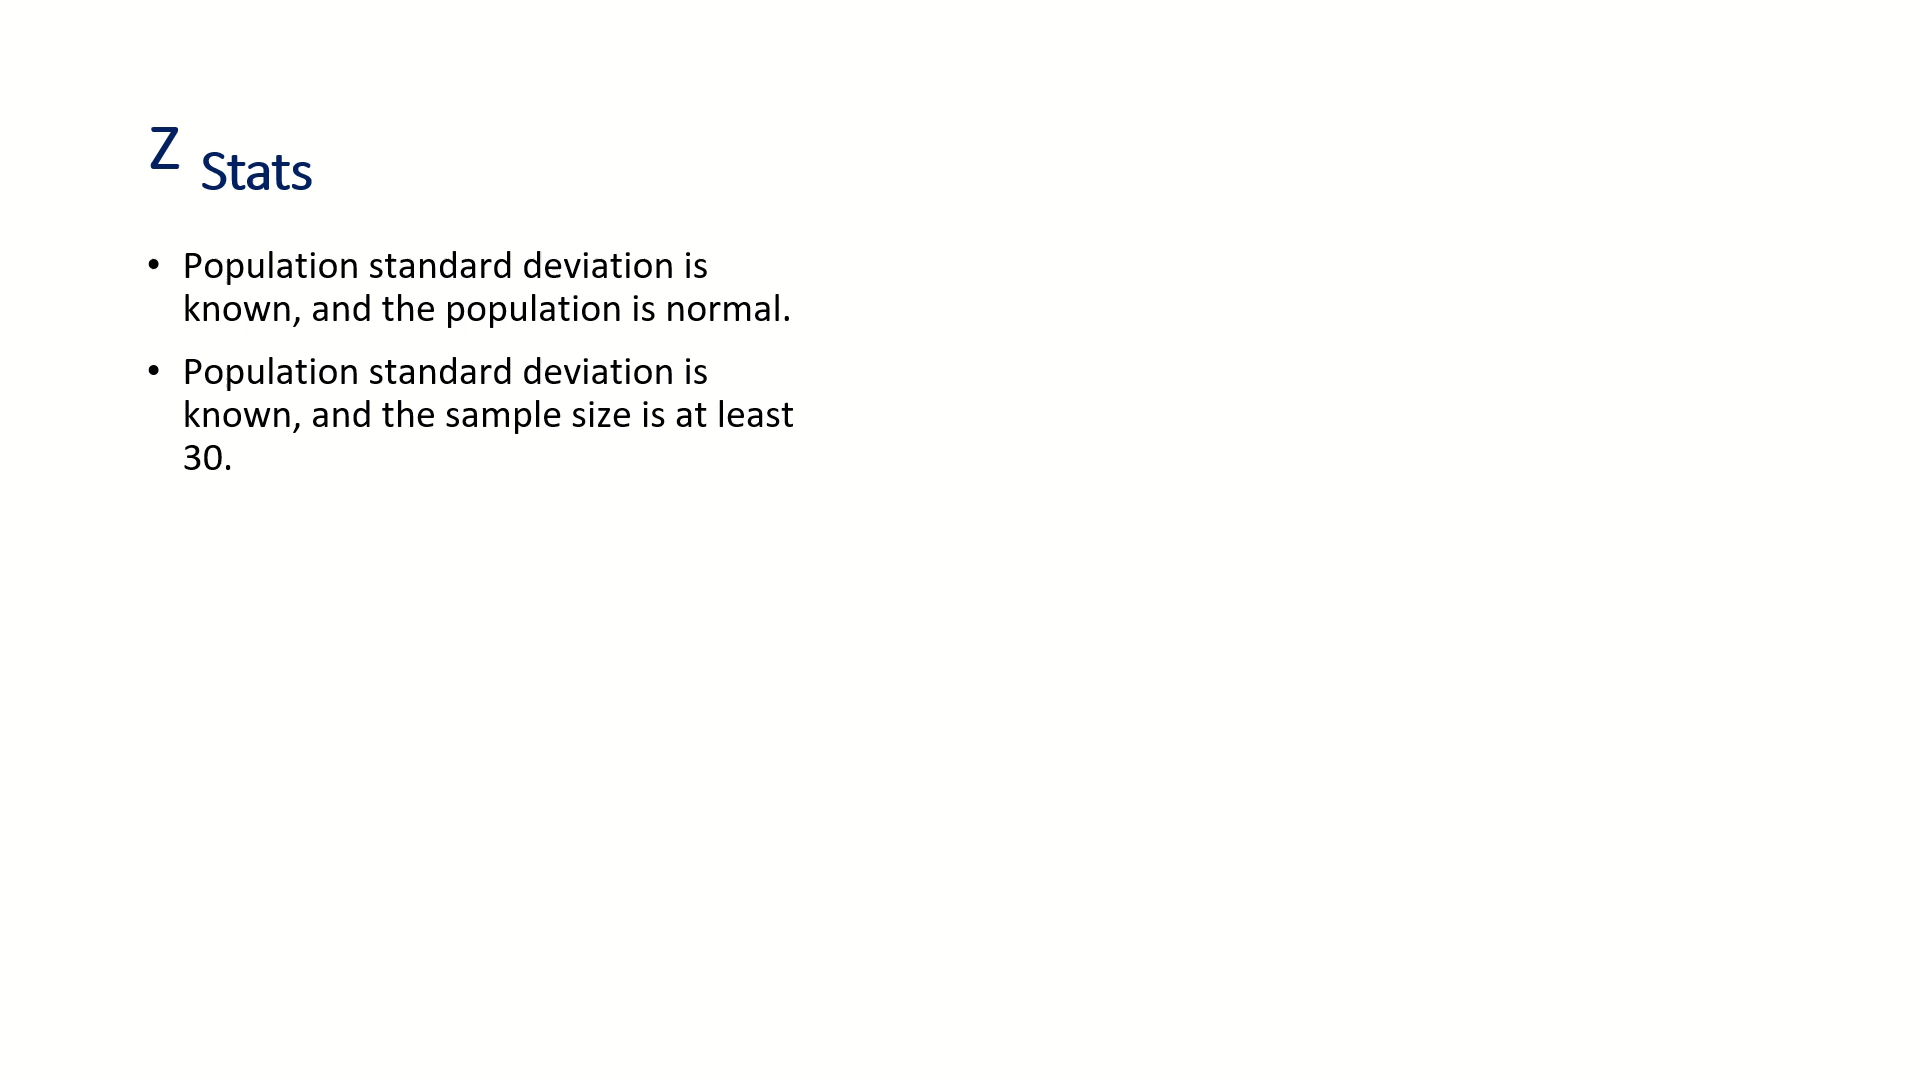 Z Stats
• Population standard deviation is
known, and the population is normal.
• Population standard deviation is
known, and the sample size is at least
30.